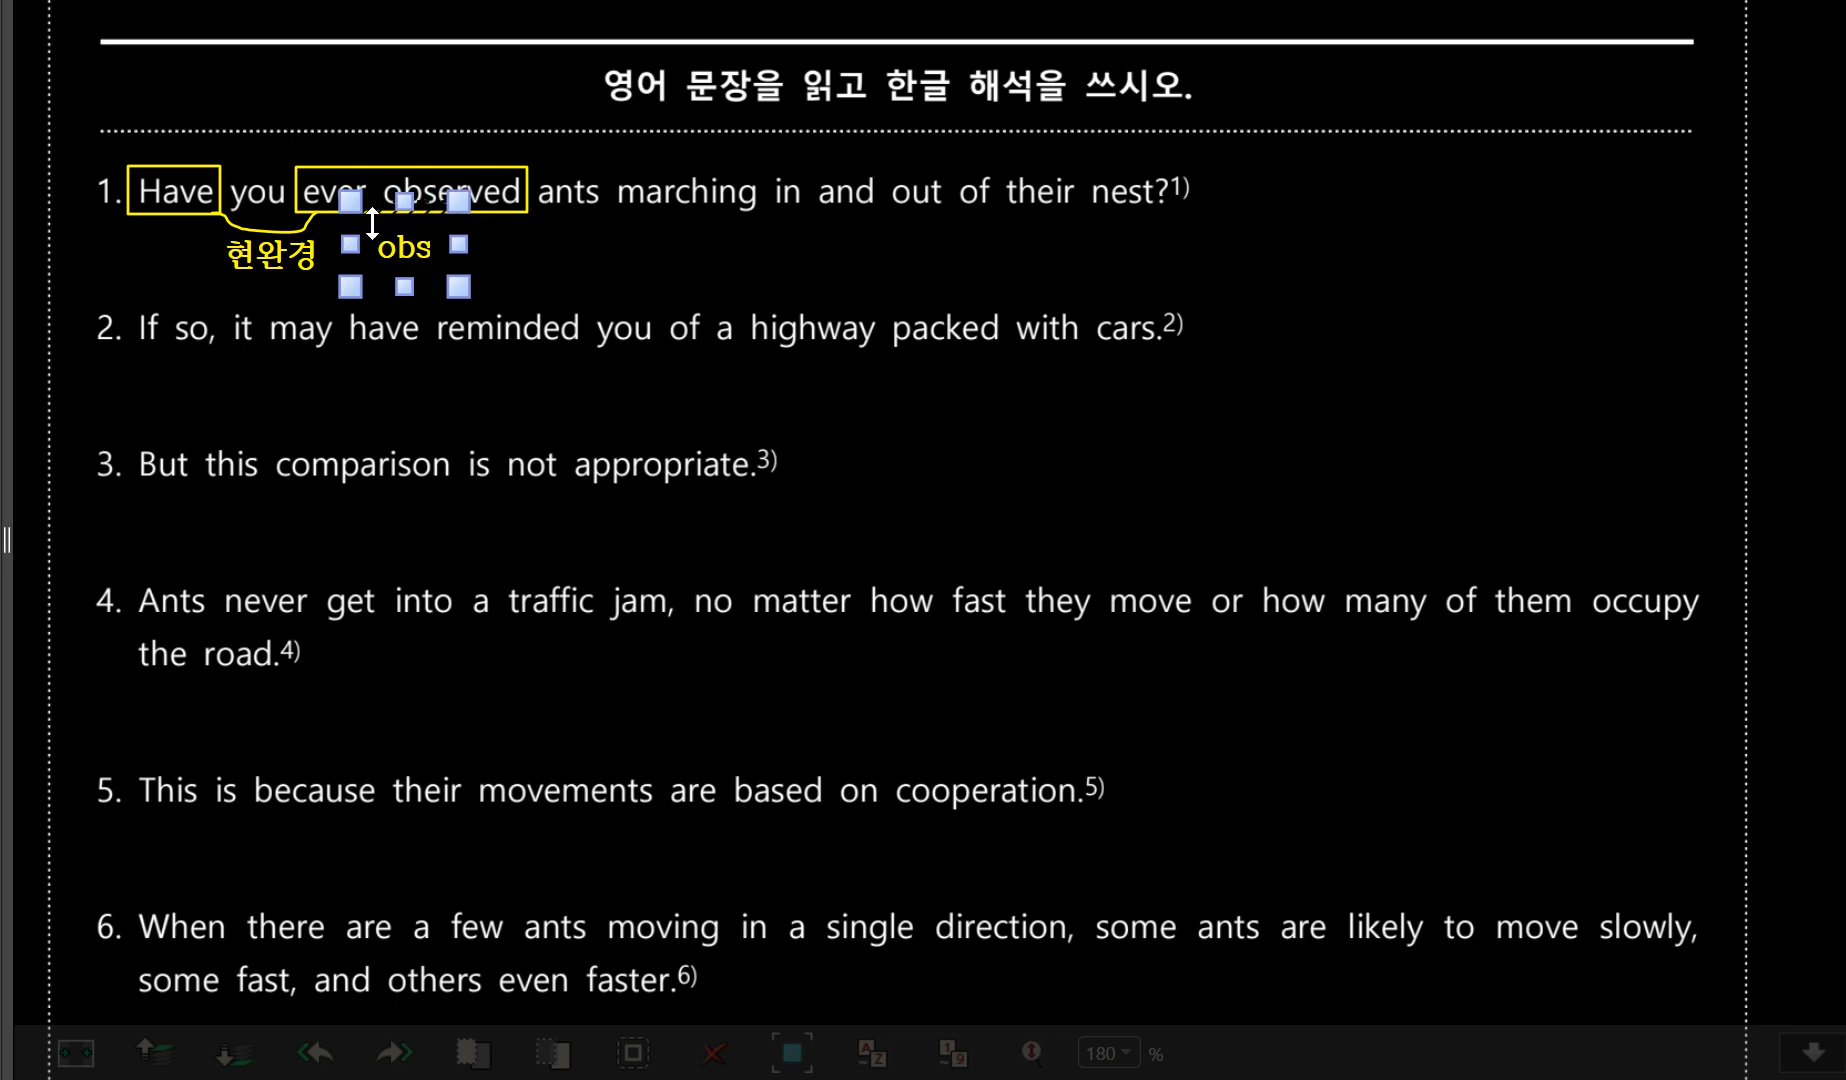 영어 문장을 읽고 한글 해석을 쓰시오.
1. Have you ever observed ants marching in and out of their nest?1)
현완경 obs
2. If so, it may have reminded you of a highway packed with cars.2)
3. But this comparison is not appropriate.3)
4. Ants never get into a traffic jam, no matter how fast they move or how many of them occupy
the road.4)
5. This is because their movements are based on cooperation.5)
6. When there are a few ants moving in a single direction, some ants are likely to move slowly,
some fast, and others even faster.6)
180 %